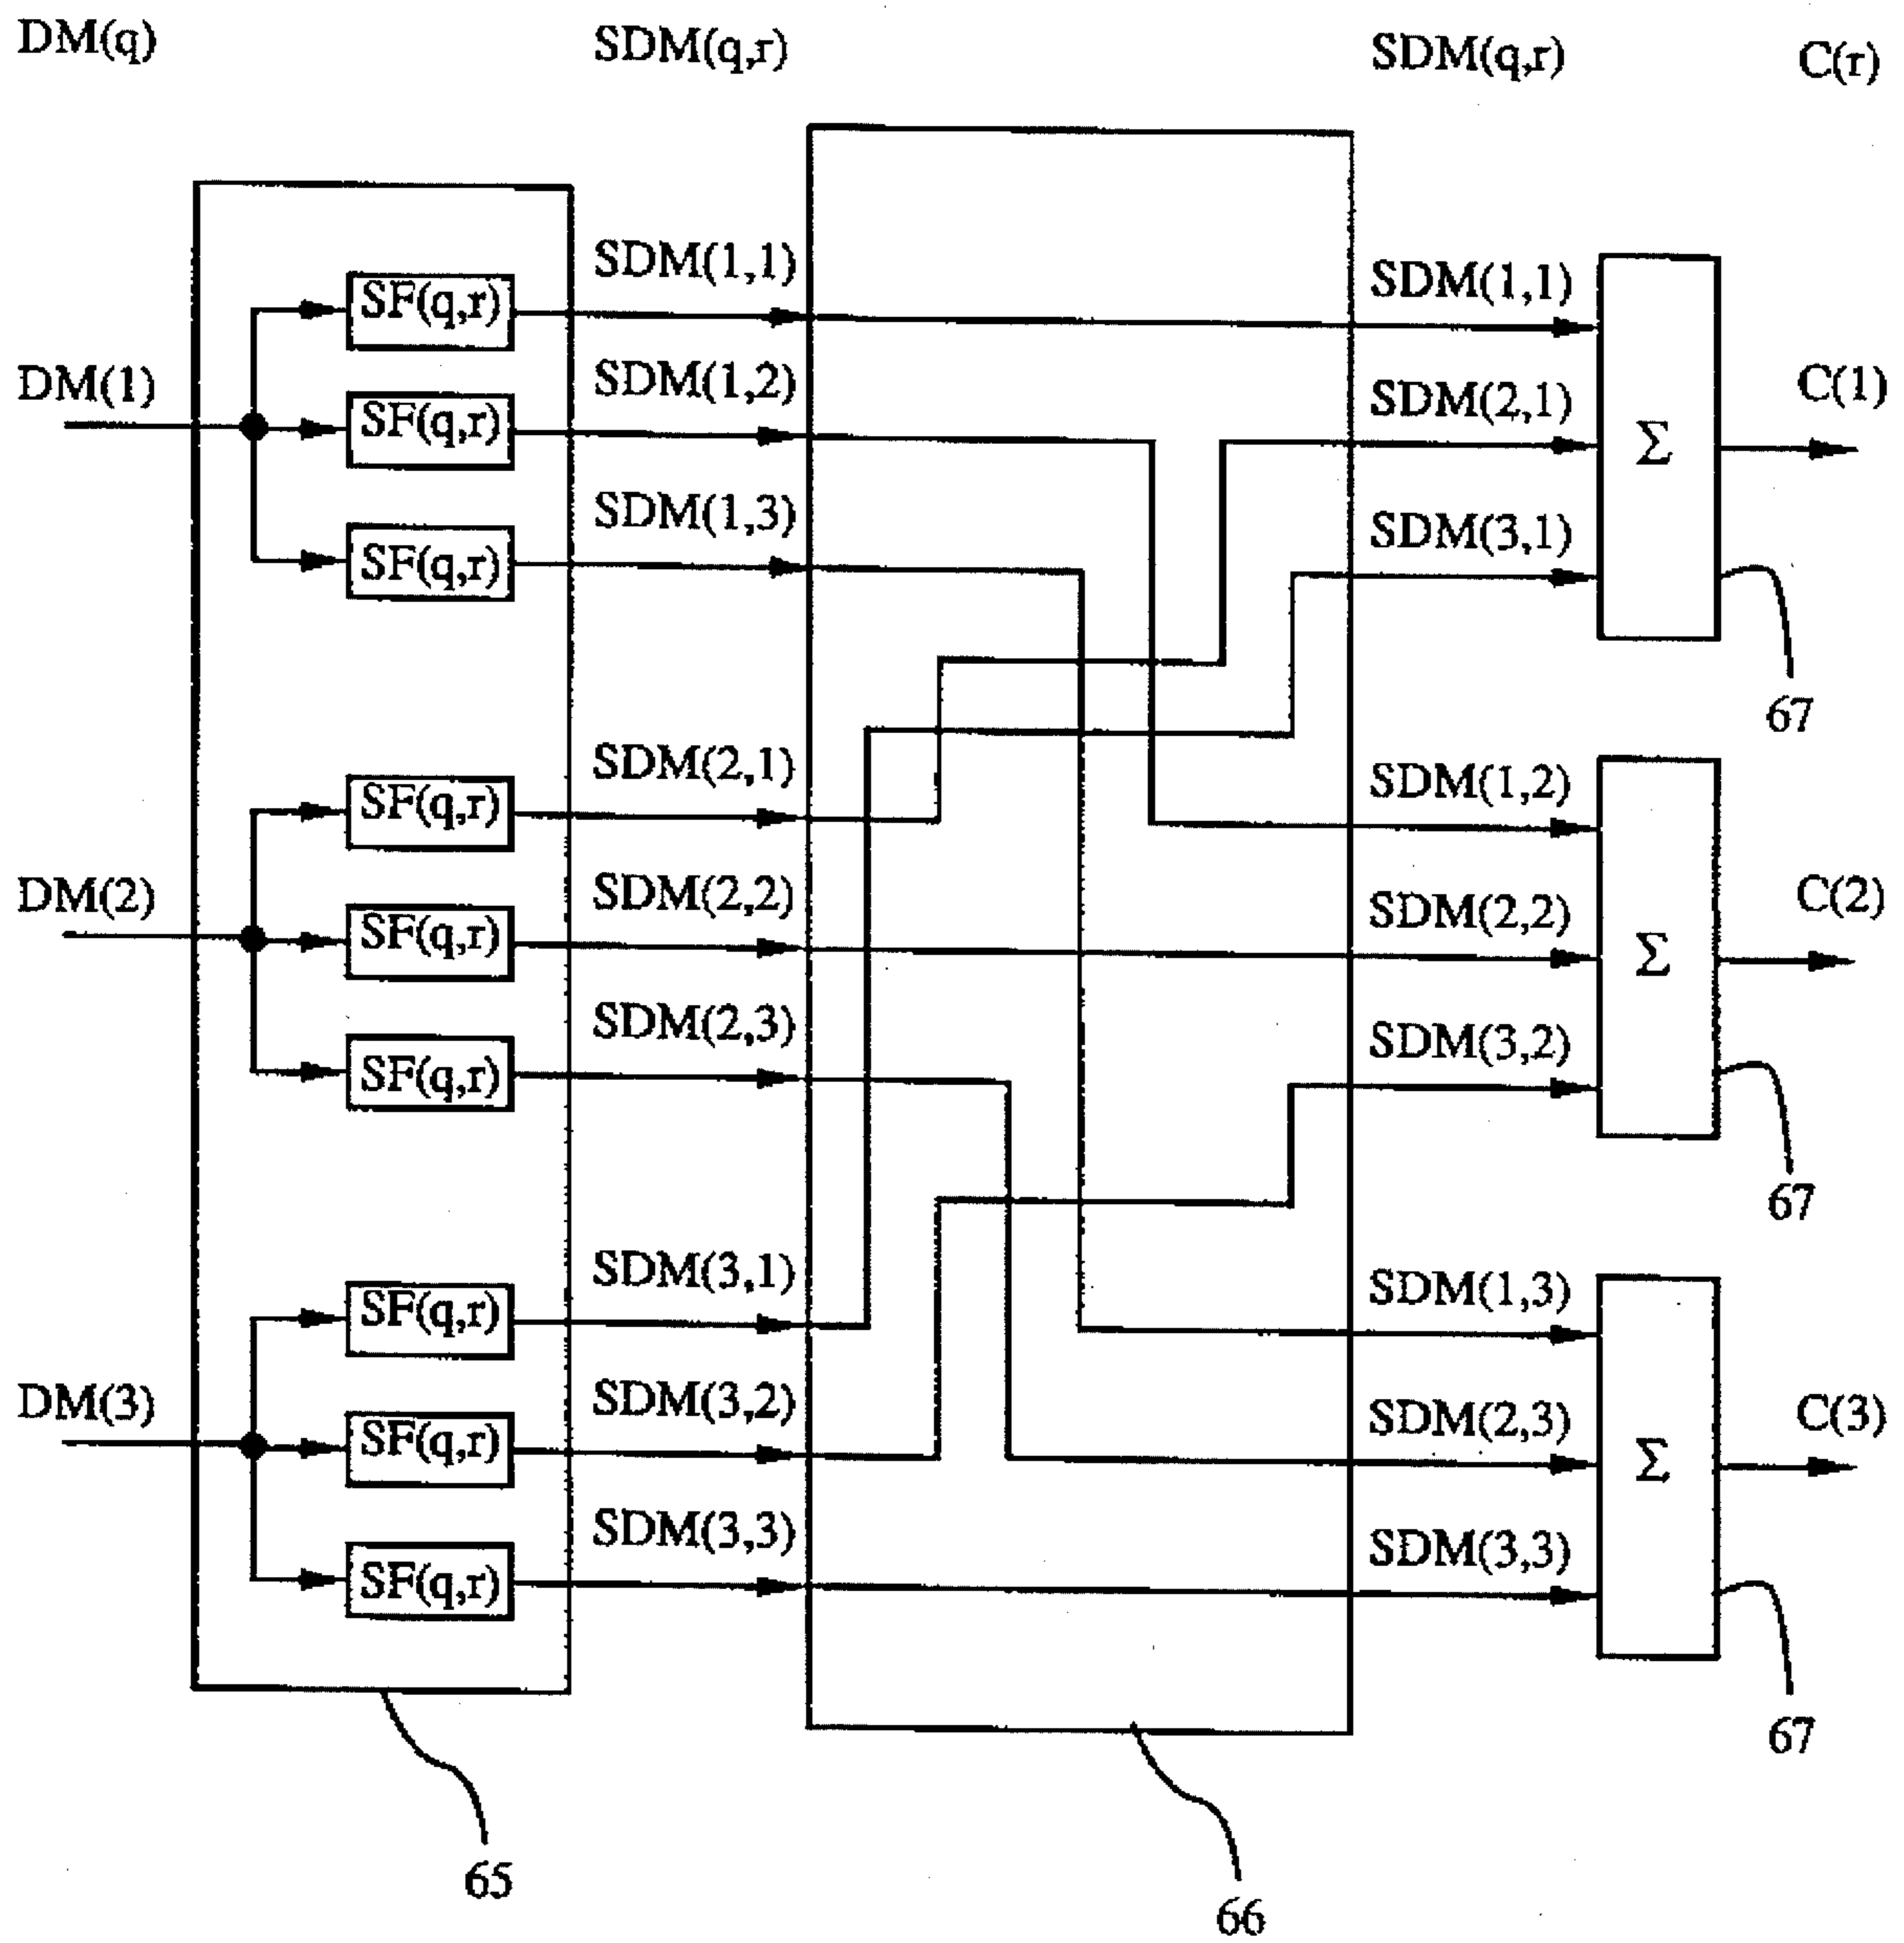 DM(q) SDM(q,r) SDM(q,r) C(r)
SDM(1,1) SDM(1,1)
SF(q,r)
DM(1) SDM(1,2) SDM(2,1) C(1)
SF(q,r) Σ
SDM(1,3) SDM(3,1)
SF(q,r)
67
SDM(2,1) SDM(1,2)
SF(q,r)
DM(2) SDM(2,2) SDM(2,2) C(2)
SF(q,r) Σ
SDM(2,3) SDM(3,2)
SF(q,r)
67
SDM(3,1) SDM(1,3)
SF(q,r)
DM(3) SDM(3,2) SDM(2,3) C(3)
SF(q,r) Σ
SDM(3,3) SDM(3,3)
SF(q,r)
67
65
66